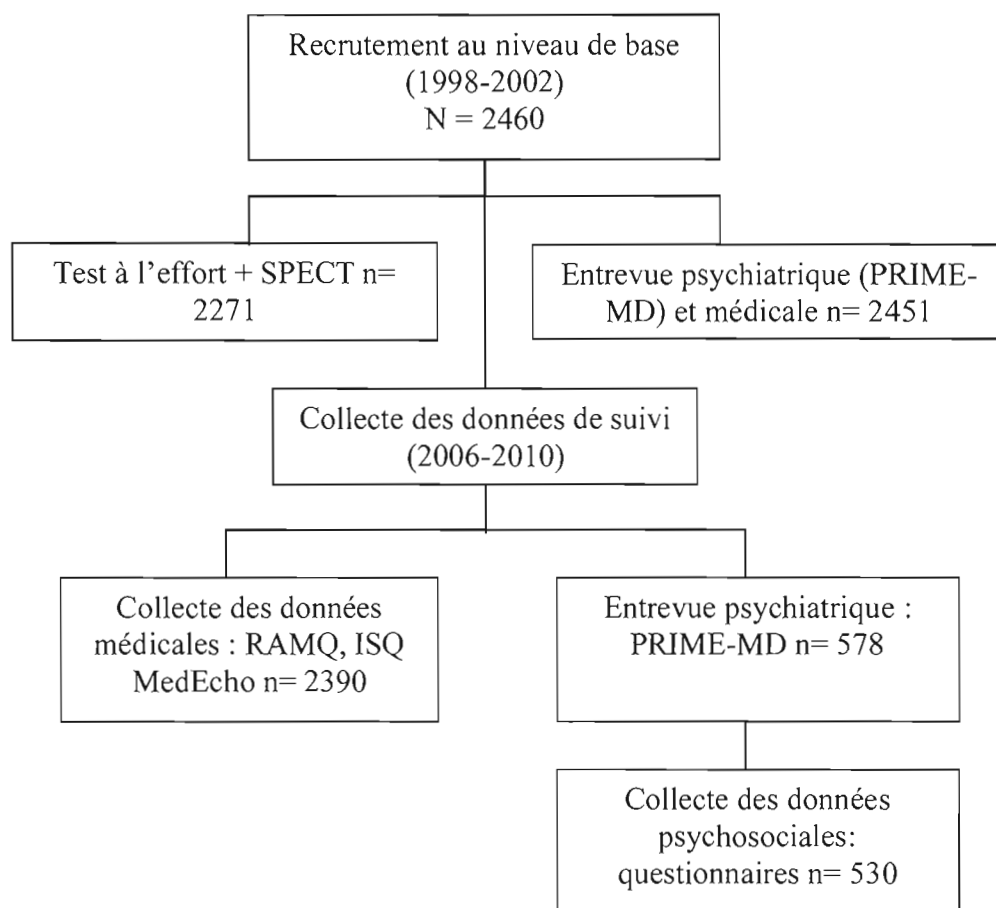 Recrutement au niveau de base
(1998-2002)
N = 2460
Test à l'effort + SPECT n=
2271
Entrevue psychiatrique (PRIME-
MD) et médicale n= 2451
Collecte des données de suivi
(2006-2010)
Collecte des données
médicales : RAMQ, ISQ
MedEcho n= 2390
Entrevue psychiatrique :
PRIME-MD n= 578
Collecte des données
psychosociales:
questionnaires n= 530